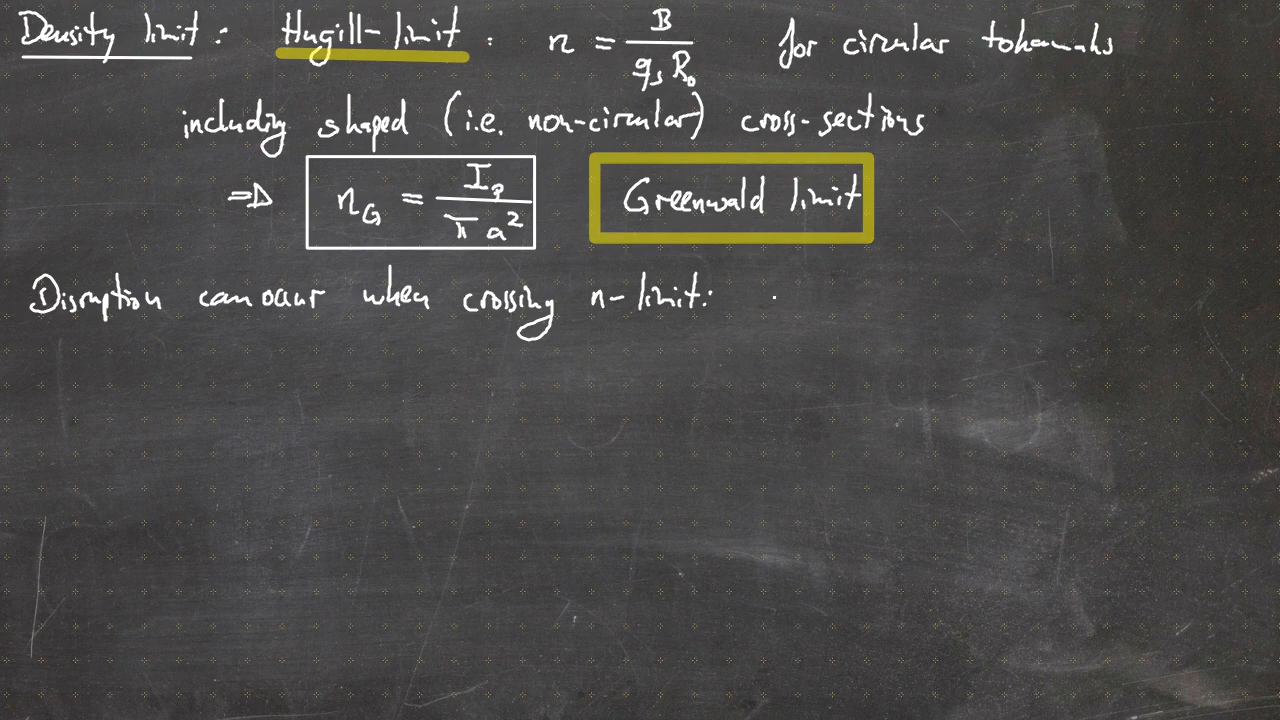 Density limit: Hugill-limit: n = B / (q_s R_0) for circular tokamaks
including shaped (i.e. non-circular) cross-sections
⇒ n_G = I_p / (π a²) Greenwald limit
Disruption can occur when crossing n-limit: